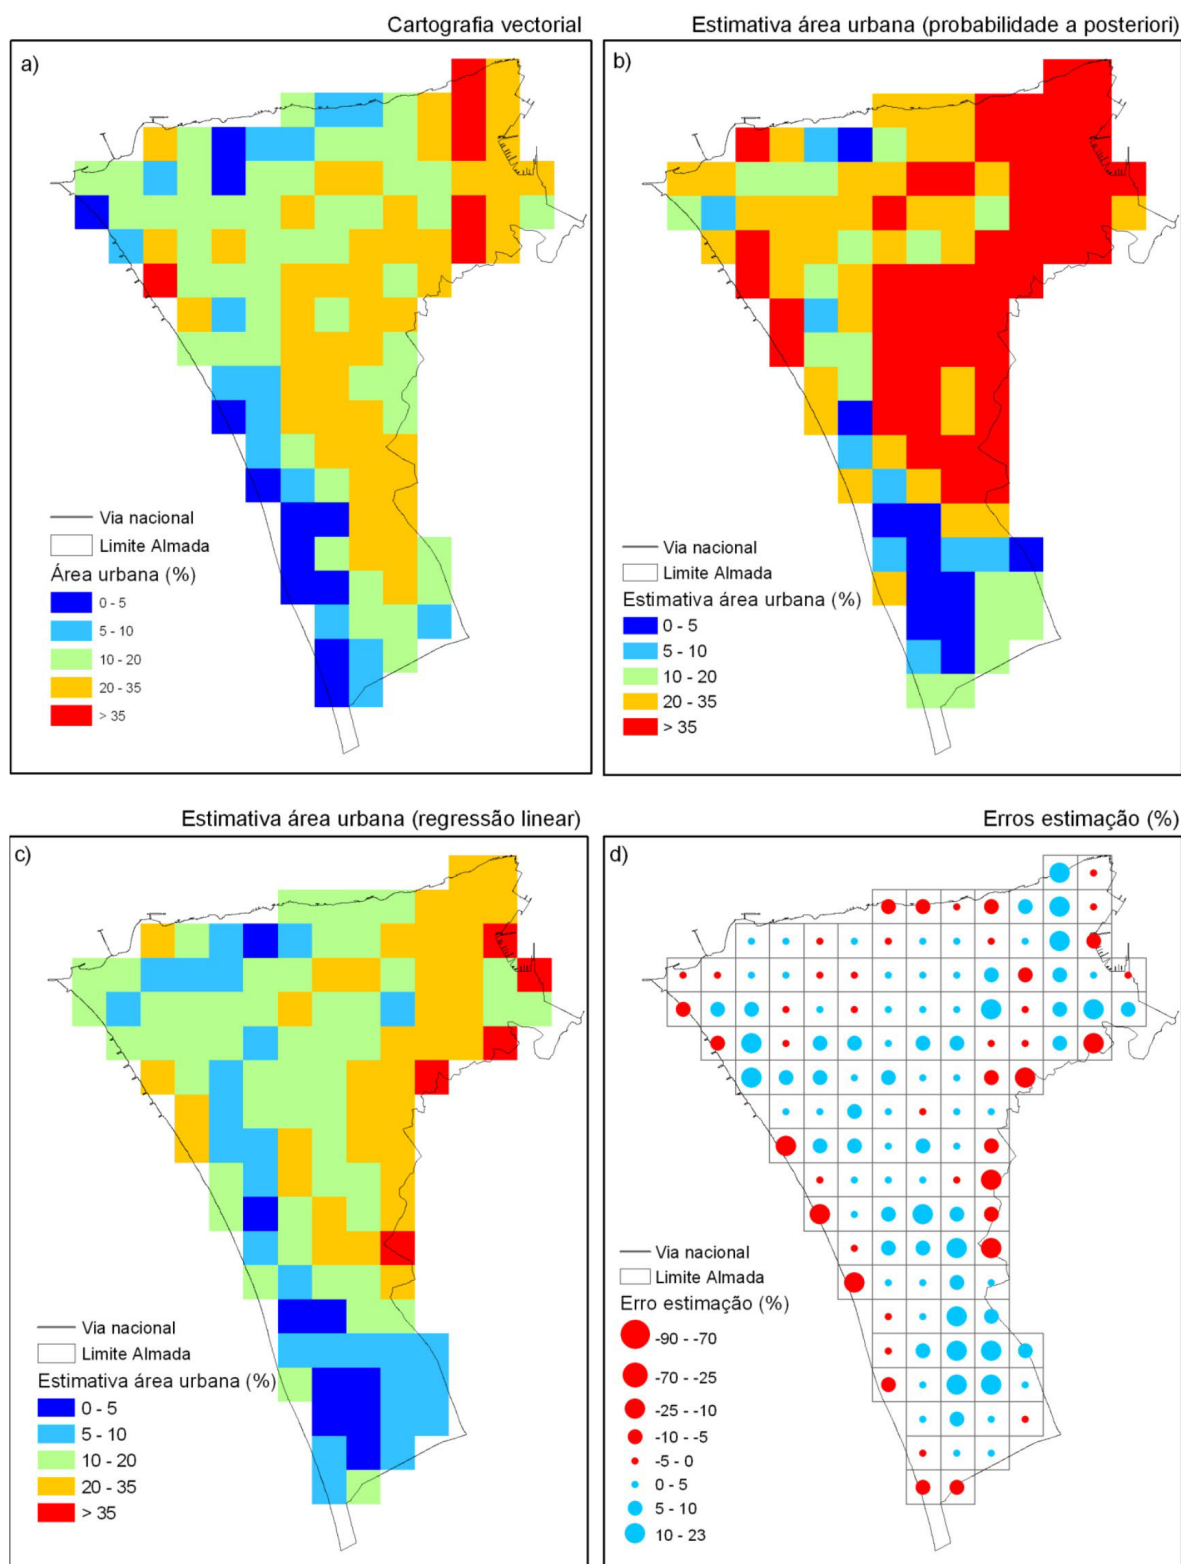 Cartografia vectorial
a)
Via nacional
Limite Almada
Área urbana (%)
0 - 5
5 - 10
10 - 20
20 - 35
> 35
Estimativa área urbana (probabilidade a posteriori)
b)
Via nacional
Limite Almada
Estimativa área urbana (%)
0 - 5
5 - 10
10 - 20
20 - 35
> 35
Estimativa área urbana (regressão linear)
c)
Via nacional
Limite Almada
Estimativa área urbana (%)
0 - 5
5 - 10
10 - 20
20 - 35
> 35
Erros estimação (%)
d)
Via nacional
Limite Almada
Erro estimação (%)
-90 - -70
-70 - -25
-25 - -10
-10 - -5
-5 - 0
0 - 5
5 - 10
10 - 23